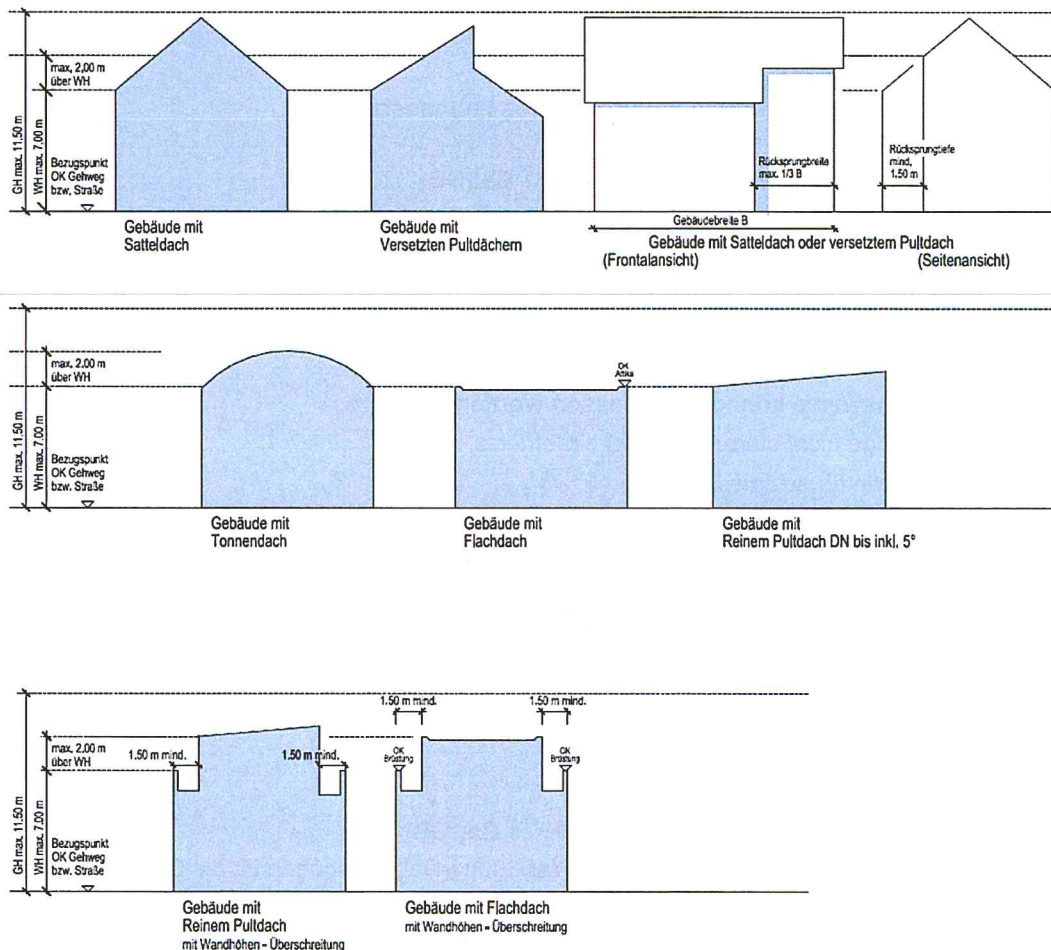 GH max. 11.50 m
WH max. 7.00 m
max. 2,00 m
über WH
Bezugspunkt
OK Gehweg
bzw. Straße
Gebäude mit
Satteldach
Gebäude mit
Versetzten Pultdächern
Rücksprungbreite
max. 1/3 B
Rücksprungtiefe
mind.
1.50 m
Gebäudebreite B
Gebäude mit Satteldach oder versetztem Pultdach
(Frontalansicht)
(Seitenansicht)
GH max. 11.50 m
WH max. 7.00 m
max. 2.00 m
über WH
Bezugspunkt
OK Gehweg
bzw. Straße
OK
Attika
Gebäude mit
Tonnendach
Gebäude mit
Flachdach
Gebäude mit
Reinem Pultdach DN bis inkl. 5°
GH max. 11.50 m
WH max. 7.00 m
max. 2,00 m
über WH
Bezugspunkt
OK Gehweg
bzw. Straße
1.50 m mind.
1.50 m mind.
1.50 m mind.
1.50 m mind.
OK
Brüstung
OK
Brüstung
Gebäude mit
Reinem Pultdach
mit Wandhöhen - Überschreitung
Gebäude mit Flachdach
mit Wandhöhen - Überschreitung